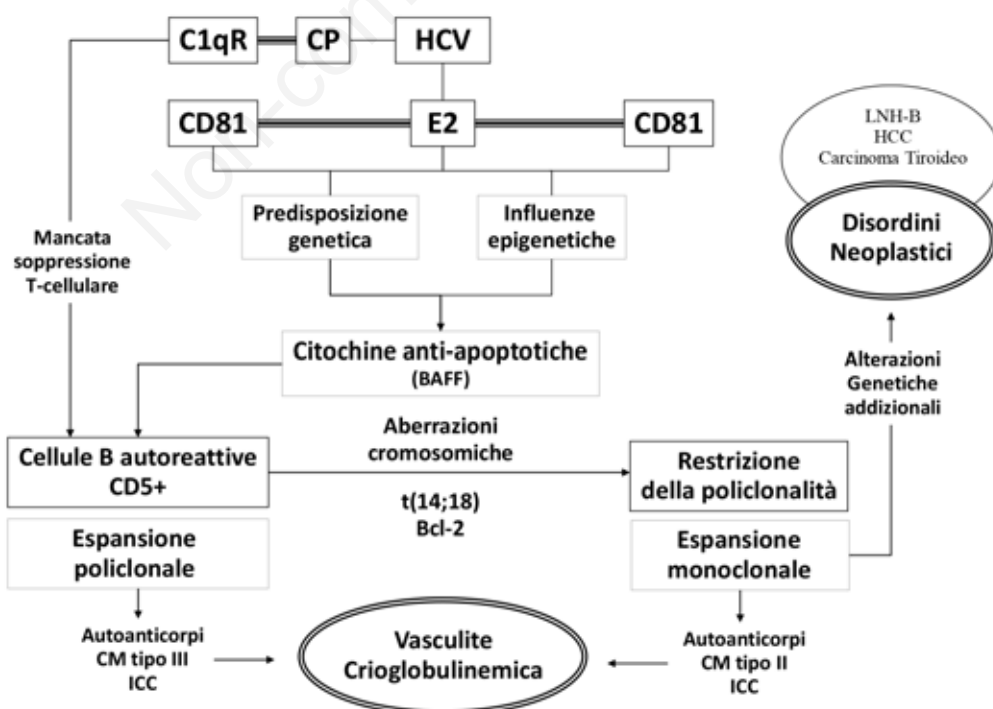 C1qR CP HCV
CD81 E2 CD81
LNH-B
HCC
Carcinoma Tiroideo
Disordini
Neoplastici
Predisposizione
genetica
Influenze
epigenetiche
Mancata
soppressione
T-cellulare
Citochine anti-apoptotiche
(BAFF)
Alterazioni
Genetiche
addizionali
Cellule B autoreattive
CD5+
Aberrazioni
cromosomiche
t(14;18)
Bcl-2
Restrizione
della policlonalità
Espansione
policlonale
Espansione
monoclonale
Autoanticorpi
CM tipo III
ICC
Vasculite
Crioglobulinemica
Autoanticorpi
CM tipo II
ICC